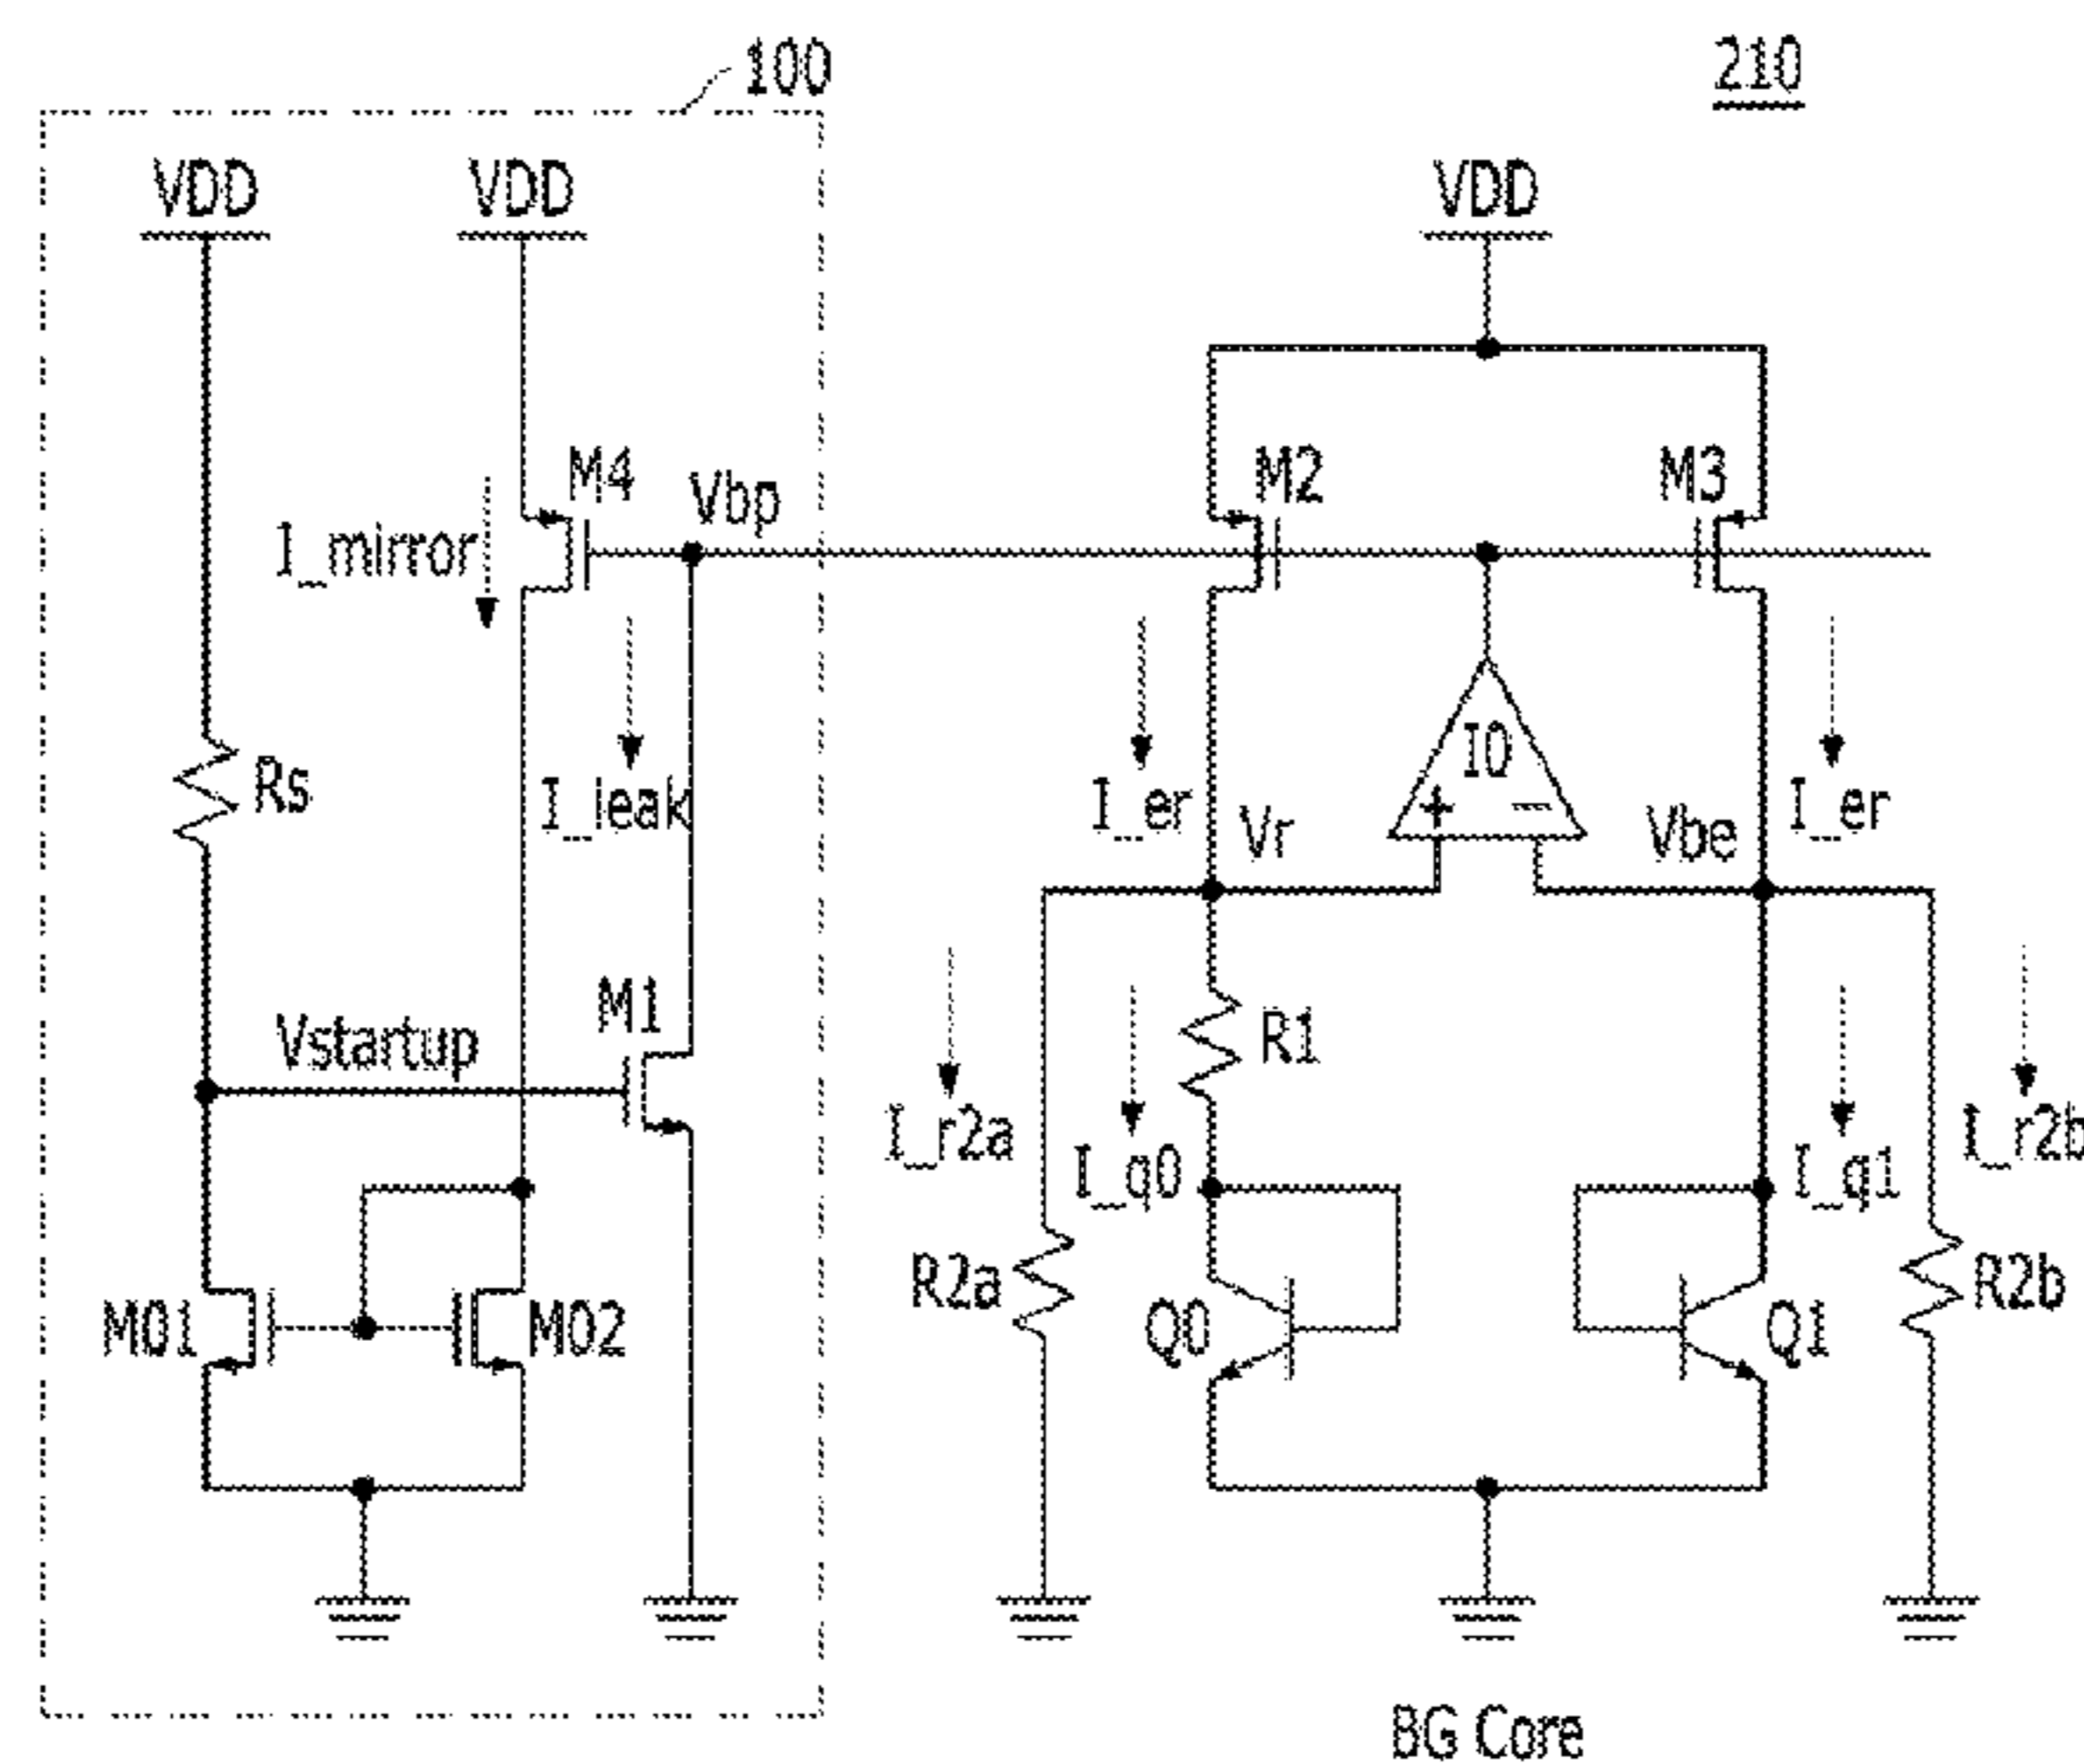 100
210
VDD
VDD
VDD
M4
Vbp
M2
M3
I_mirror
I_leak
Rs
I_er
Vr
I0
+
−
Vbe
I_er
M1
Vstartup
R1
I_r2a
I_q0
I_q1
I_r2b
R2a
Q0
Q1
R2b
M01
M02
BG Core